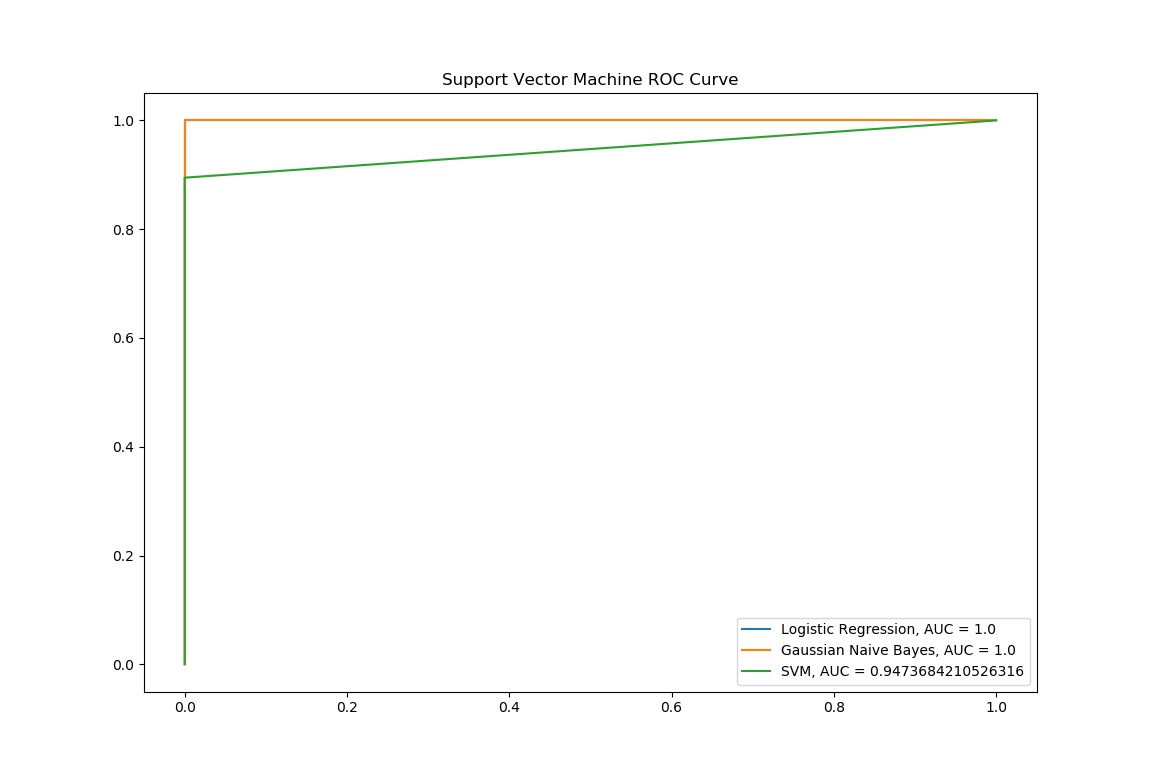 Support Vector Machine ROC Curve
1.0
0.8
0.6
0.4
0.2
0.0
Logistic Regression, AUC = 1.0
Gaussian Naive Bayes, AUC = 1.0
SVM, AUC = 0.9473684210526316
0.0 0.2 0.4 0.6 0.8 1.0